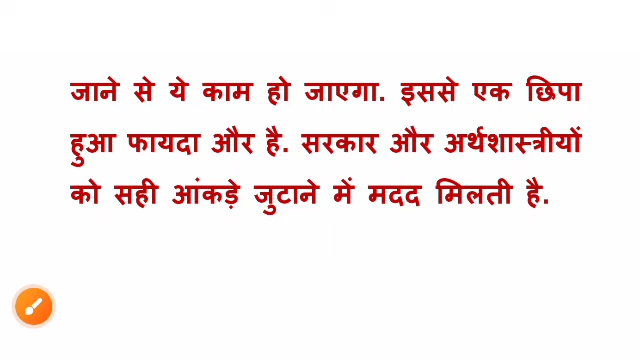 जाने से ये काम हो जाएगा. इससे एक छिपा
हुआ फायदा और है. सरकार और अर्थशास्त्रीयों
को सही आंकड़े जुटाने में मदद मिलती है.